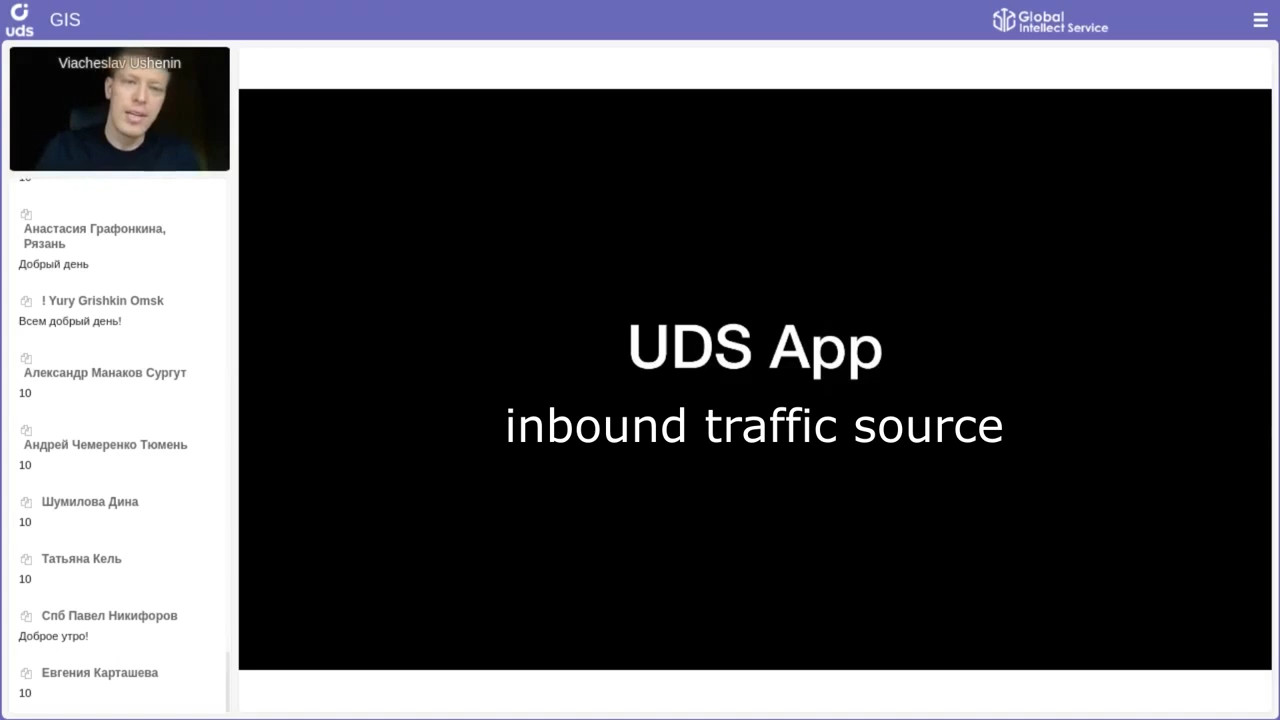 uds
GIS
Global
Intellect Service
Viacheslav Ushenin
10
Анастасия Графонкина,
Рязань
Добрый день
! Yury Grishkin Omsk
Всем добрый день!
Александр Манаков Сургут
10
Андрей Чемеренко Тюмень
10
Шумилова Дина
10
Татьяна Кель
10
Спб Павел Никифоров
Доброе утро!
Евгения Карташева
10
UDS App
inbound traffic source